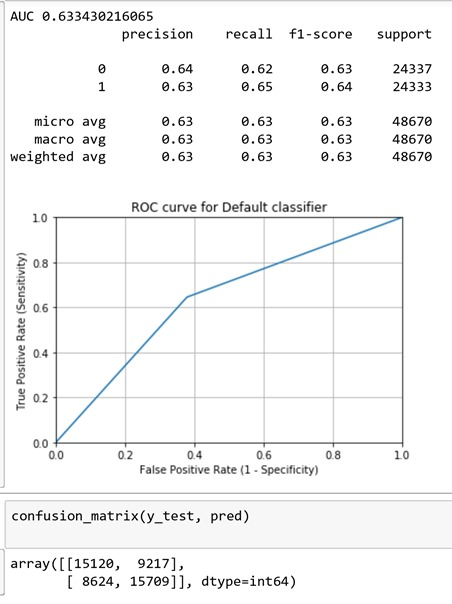 AUC 0.633430216065
precision recall f1-score support
0 0.64 0.62 0.63 24337
1 0.63 0.65 0.64 24333
micro avg 0.63 0.63 0.63 48670
macro avg 0.63 0.63 0.63 48670
weighted avg 0.63 0.63 0.63 48670
ROC curve for Default classifier
True Positive Rate (Sensitivity)
1.0
0.8
0.6
0.4
0.2
0.0
0.0 0.2 0.4 0.6 0.8 1.0
False Positive Rate (1 - Specificity)
confusion_matrix(y_test, pred)
array([[15120, 9217],
[ 8624, 15709]], dtype=int64)